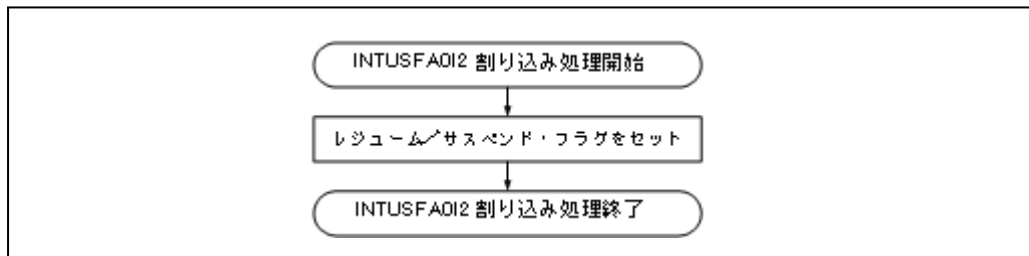 INTUSFA0I2 割り込み処理開始
レジューム／サスペンド・フラグをセット
INTUSFA0I2 割り込み処理終了